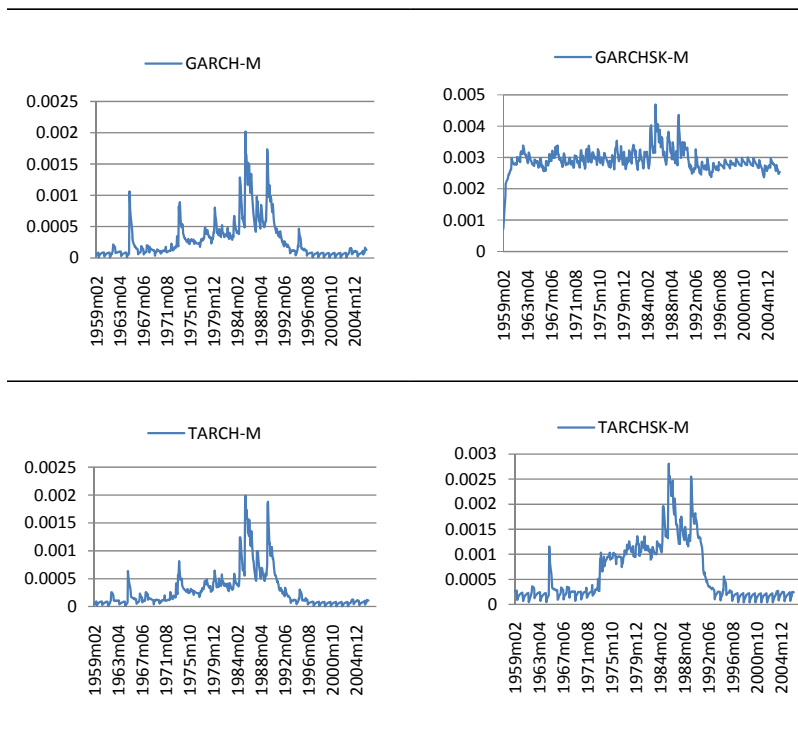 GARCH-M
0.0025
0.002
0.0015
0.001
0.0005
0
1959m02
1963m04
1967m06
1971m08
1975m10
1979m12
1984m02
1988m04
1992m06
1996m08
2000m10
2004m12
GARCHSK-M
0.005
0.004
0.003
0.002
0.001
0
1959m02
1963m04
1967m06
1971m08
1975m10
1979m12
1984m02
1988m04
1992m06
1996m08
2000m10
2004m12
TARCH-M
0.0025
0.002
0.0015
0.001
0.0005
0
1959m02
1963m04
1967m06
1971m08
1975m10
1979m12
1984m02
1988m04
1992m06
1996m08
2000m10
2004m12
TARCHSK-M
0.003
0.0025
0.002
0.0015
0.001
0.0005
0
1959m02
1963m04
1967m06
1971m08
1975m10
1979m12
1984m02
1988m04
1992m06
1996m08
2000m10
2004m12